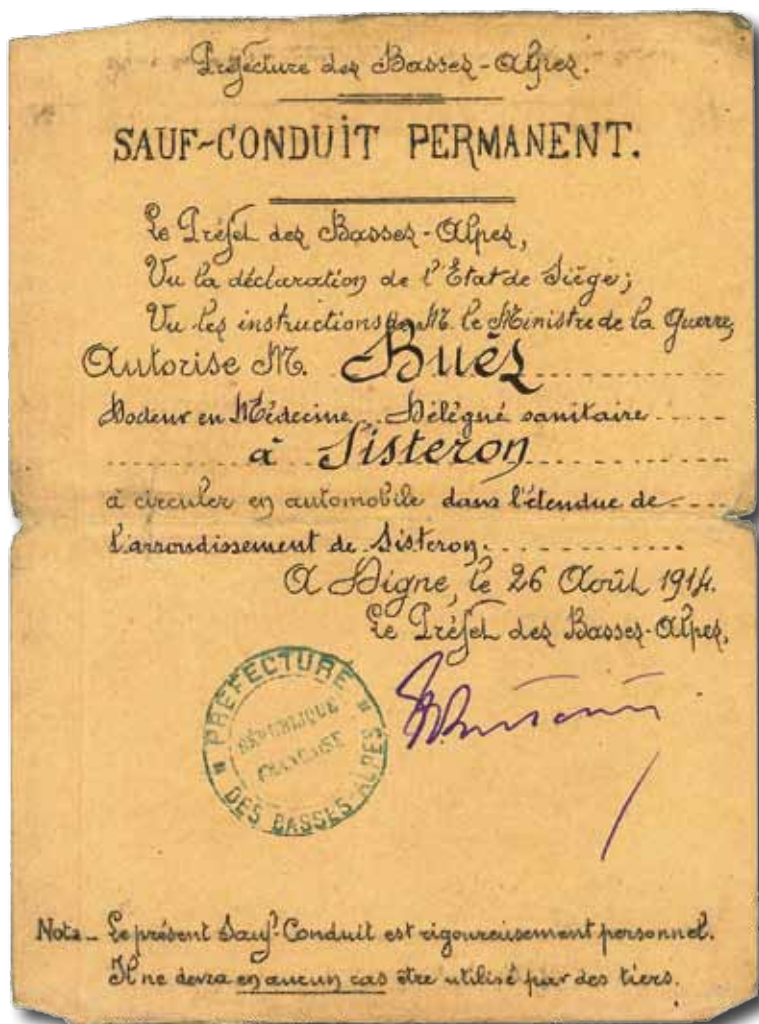 Préfecture des Basses-Alpes.
SAUF-CONDUIT PERMANENT.
Le Préfet des Basses-Alpes,
Vu la déclaration de l'État de Siège;
Vu les instructions de M. le Ministre de la Guerre,
Autorise M. Buès
Docteur en Médecine Délégué sanitaire
à Sisteron
à circuler en automobile dans l'étendue de
l'arrondissement de Sisteron.
A Digne, le 26 Août 1914.
Le Préfet des Basses-Alpes,
PRÉFECTURE
RÉPUBLIQUE
FRANÇAISE
DES BASSES ALPES
Nota - Le présent Sauf-Conduit est rigoureusement personnel.
Il ne devra en aucun cas être utilisé par des tiers.